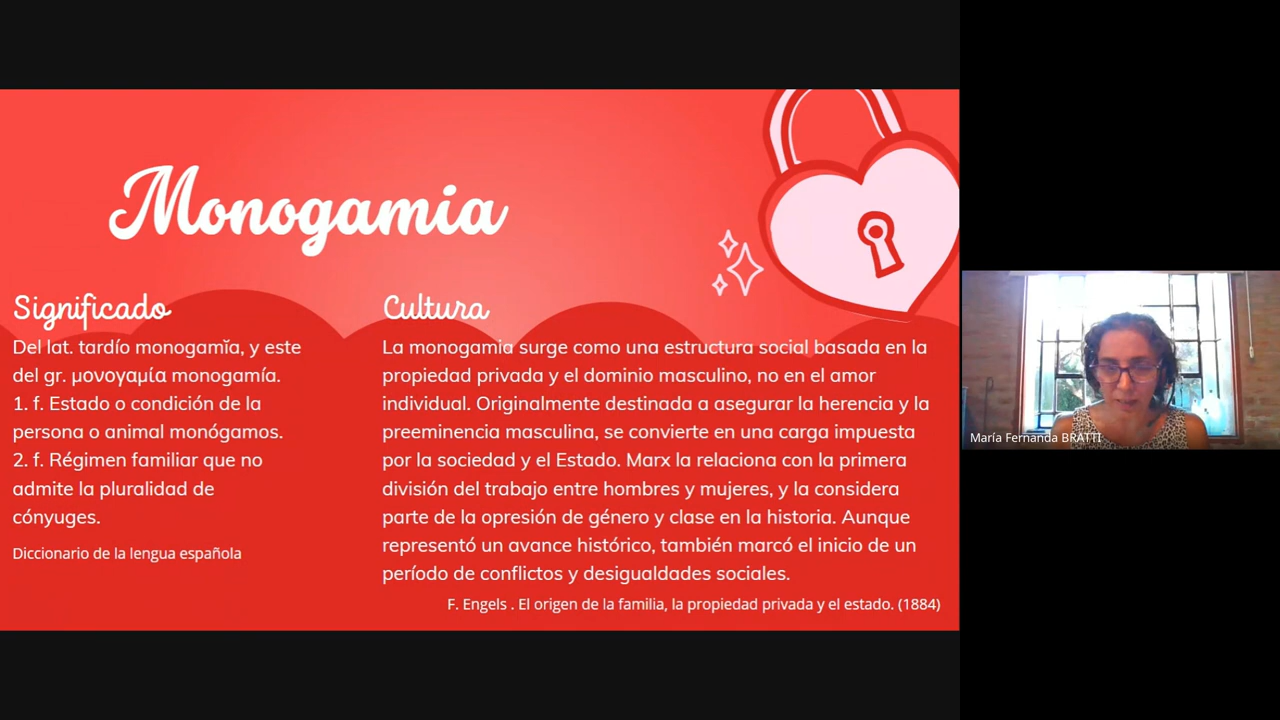 Monogamia
Significado
Del lat. tardío monogamĭa, y este
del gr. μονογαμία monogamía.
1. f. Estado o condición de la
persona o animal monógamos.
2. f. Régimen familiar que no
admite la pluralidad de
cónyuges.
Diccionario de la lengua española
Cultura
La monogamia surge como una estructura social basada en la
propiedad privada y el dominio masculino, no en el amor
individual. Originalmente destinada a asegurar la herencia y la
preeminencia masculina, se convierte en una carga impuesta
por la sociedad y el Estado. Marx la relaciona con la primera
división del trabajo entre hombres y mujeres, y la considera
parte de la opresión de género y clase en la historia. Aunque
representó un avance histórico, también marcó el inicio de un
período de conflictos y desigualdades sociales.
F. Engels . El origen de la familia, la propiedad privada y el estado. (1884)
María Fernanda BRATTI